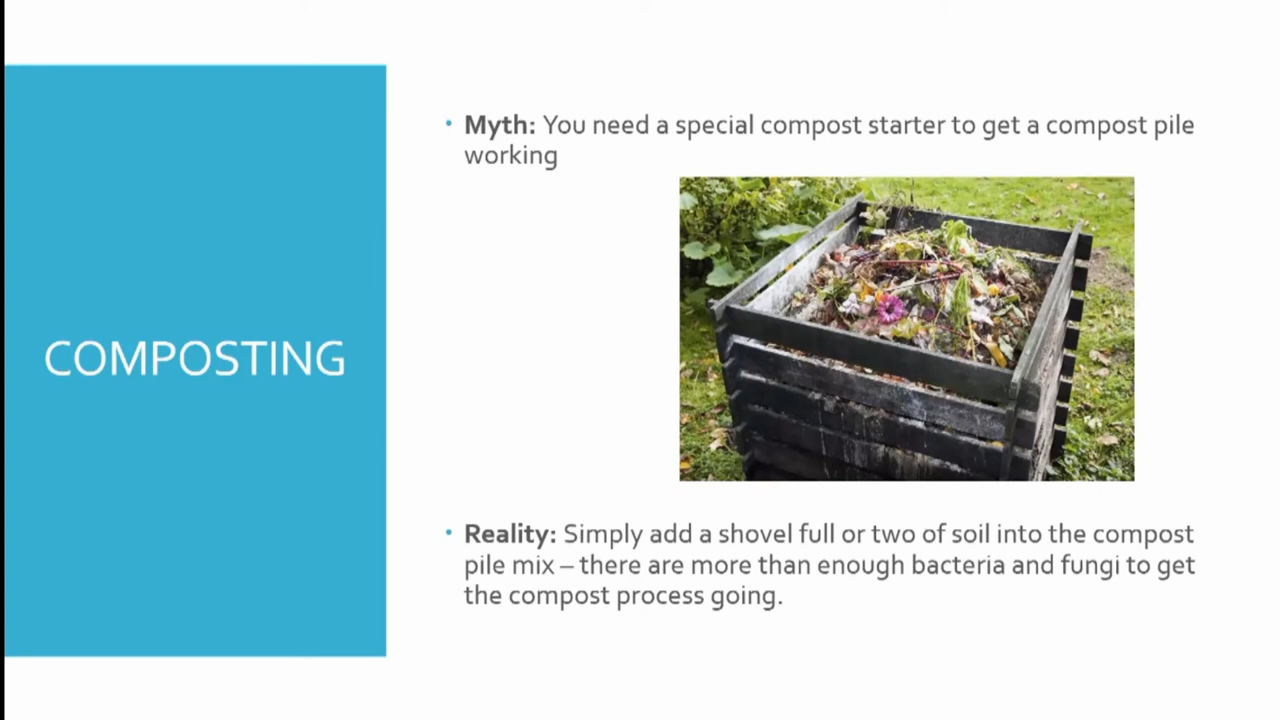 COMPOSTING
• Myth: You need a special compost starter to get a compost pile
working
• Reality: Simply add a shovel full or two of soil into the compost
pile mix – there are more than enough bacteria and fungi to get
the compost process going.